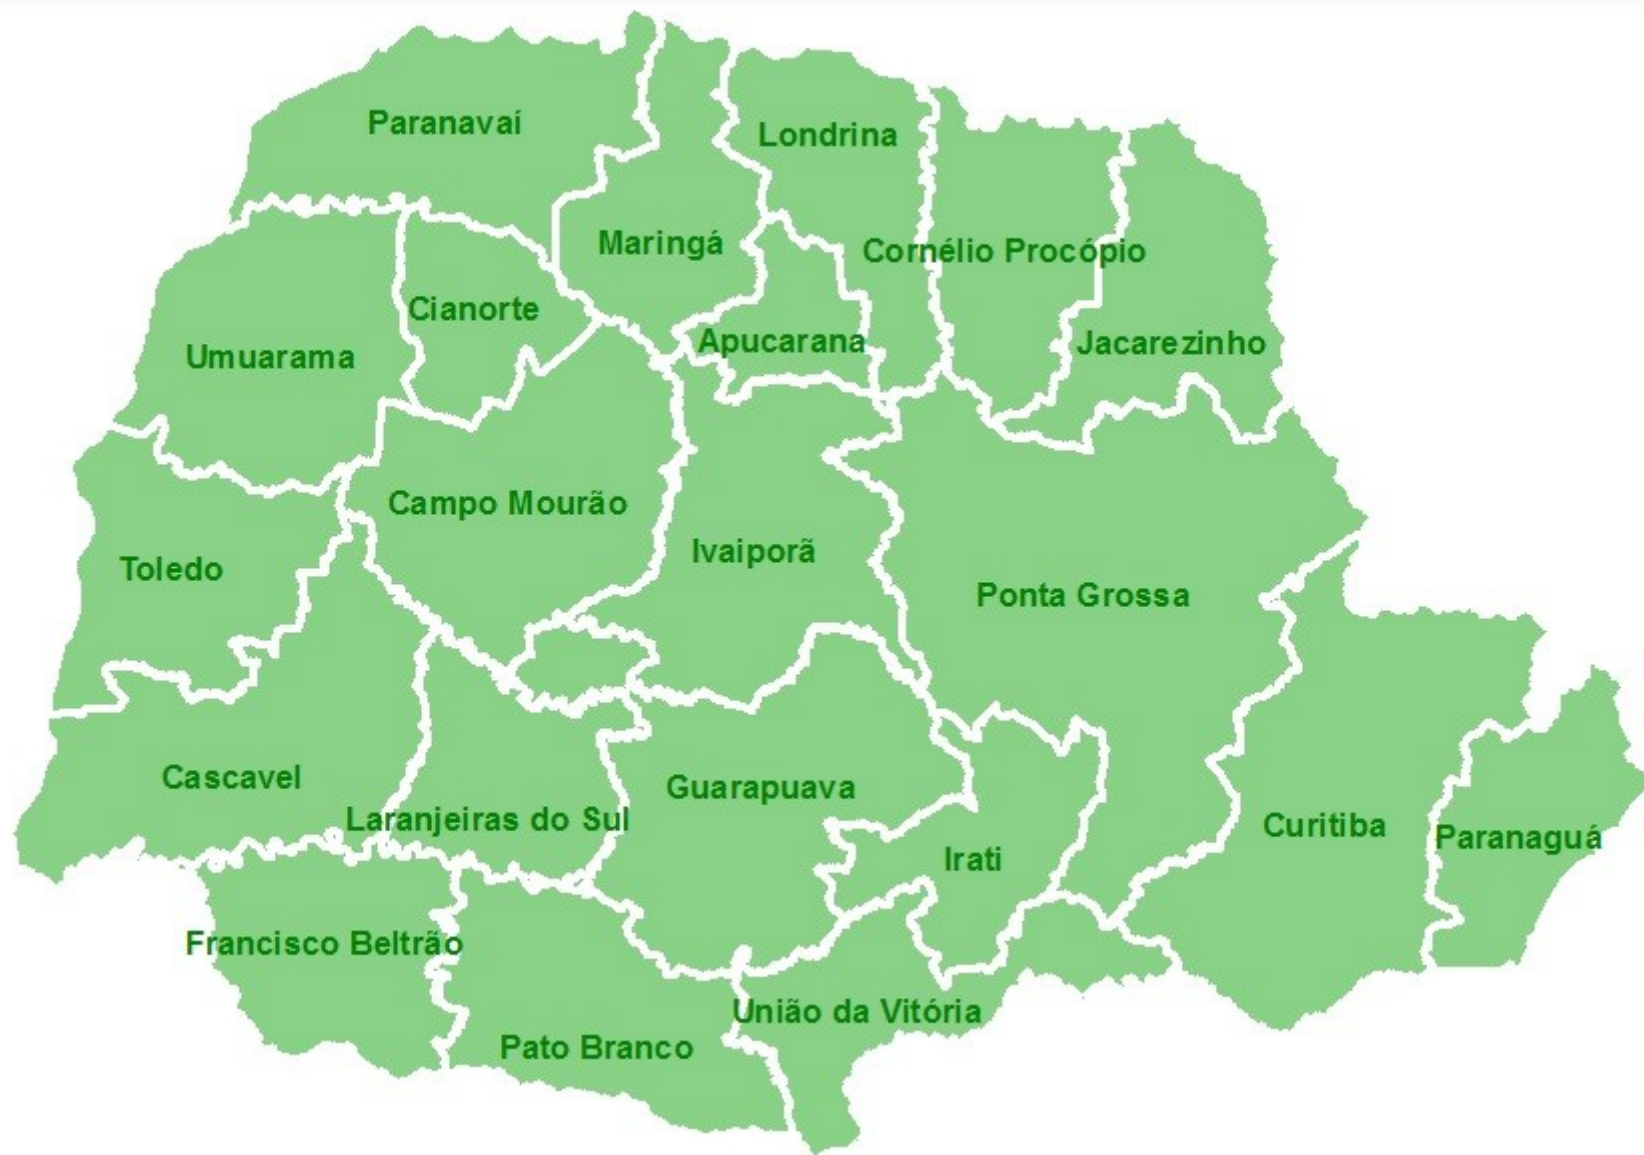 Paranavaí
Londrina
Maringá
Cornélio Procópio
Cianorte
Apucarana
Jacarezinho
Umuarama
Campo Mourão
Ivaiporã
Toledo
Ponta Grossa
Cascavel
Guarapuava
Laranjeiras do Sul
Curitiba
Paranaguá
Irati
Francisco Beltrão
União da Vitória
Pato Branco